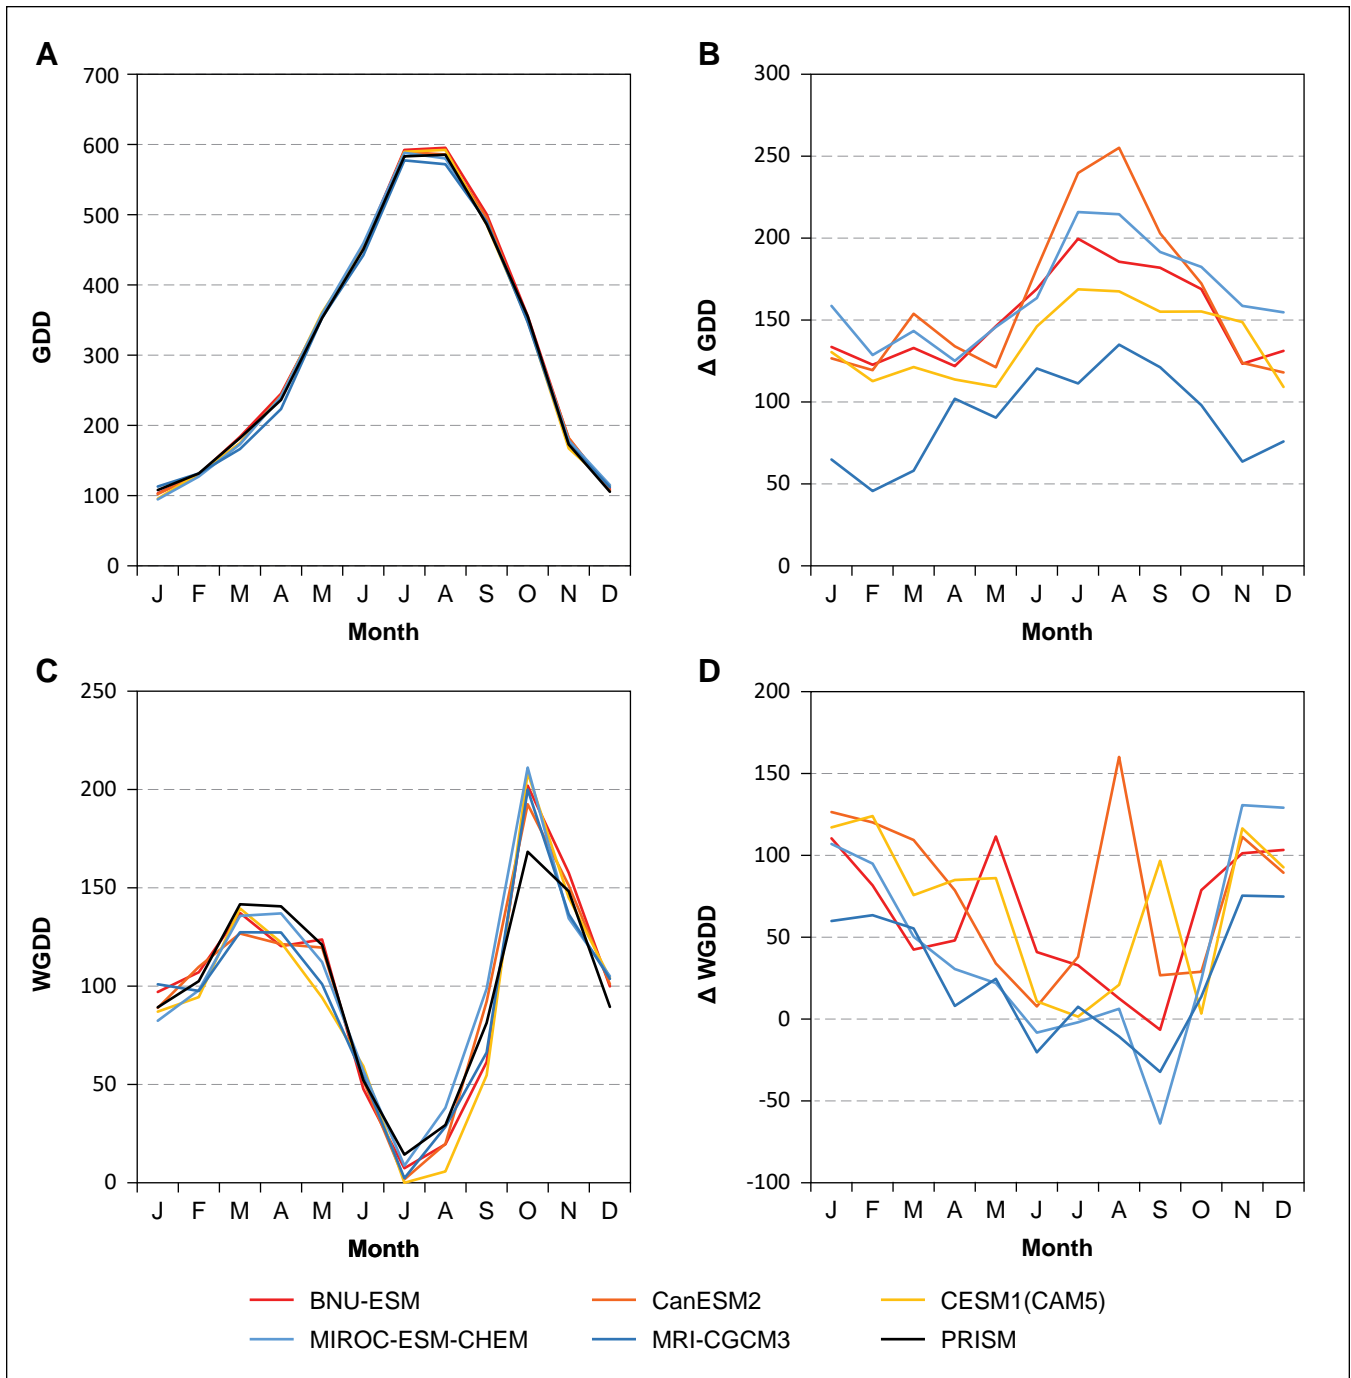 A
700
600
500
400
300
200
100
0
GDD
J F M A M J J A S O N D
Month
B
300
250
200
150
100
50
0
Δ GDD
J F M A M J J A S O N D
Month
C
250
200
150
100
50
0
WGDD
J F M A M J J A S O N D
Month
D
200
150
100
50
0
-50
-100
Δ WGDD
J F M A M J J A S O N D
Month
BNU-ESM CanESM2 CESM1(CAM5)
MIROC-ESM-CHEM MRI-CGCM3 PRISM